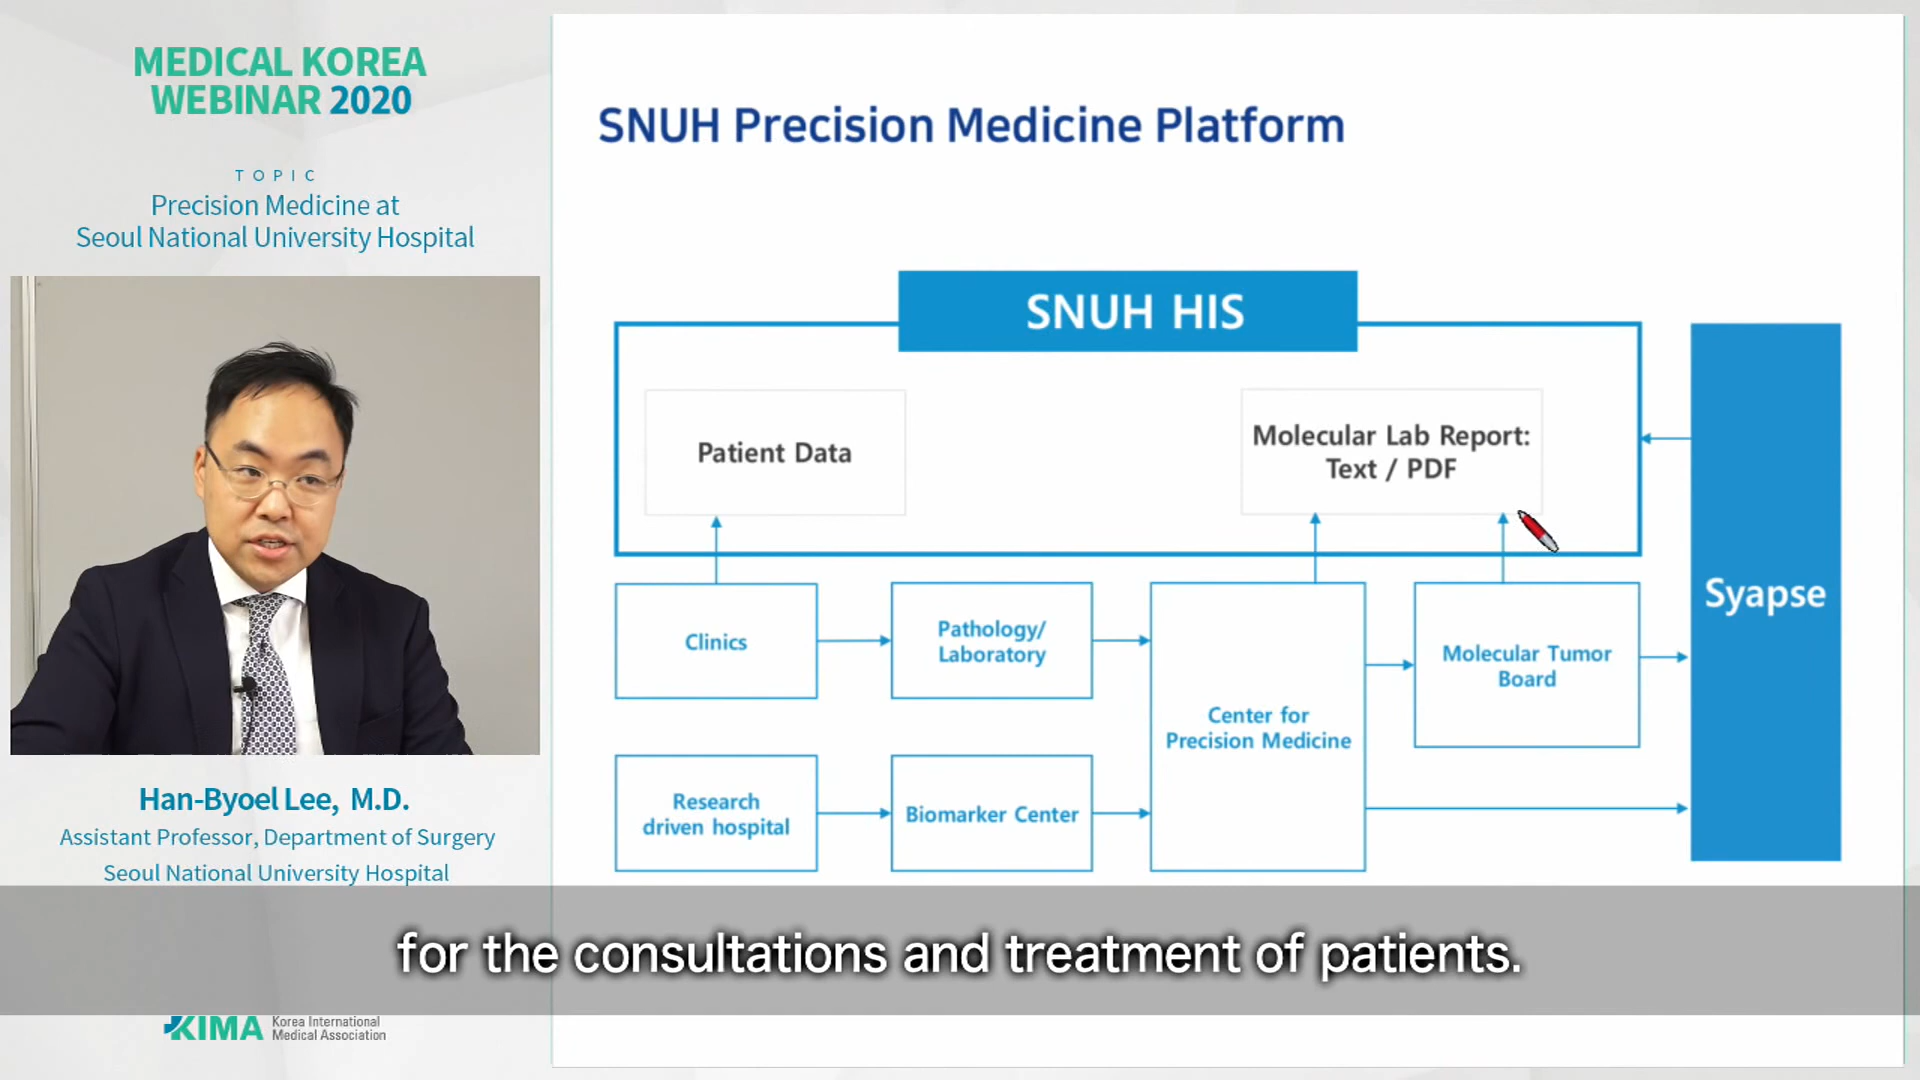 MEDICAL KOREA
WEBINAR 2020
TOPIC
Precision Medicine at
Seoul National University Hospital
Han-Byoel Lee, M.D.
Assistant Professor, Department of Surgery
Seoul National University Hospital
SNUH Precision Medicine Platform
SNUH HIS
Patient Data
Molecular Lab Report:
Text / PDF
Clinics
Pathology/
Laboratory
Center for
Precision Medicine
Molecular Tumor
Board
Research
driven hospital
Biomarker Center
Syapse
for the consultations and treatment of patients.
KIMA
Korea International
Medical Association